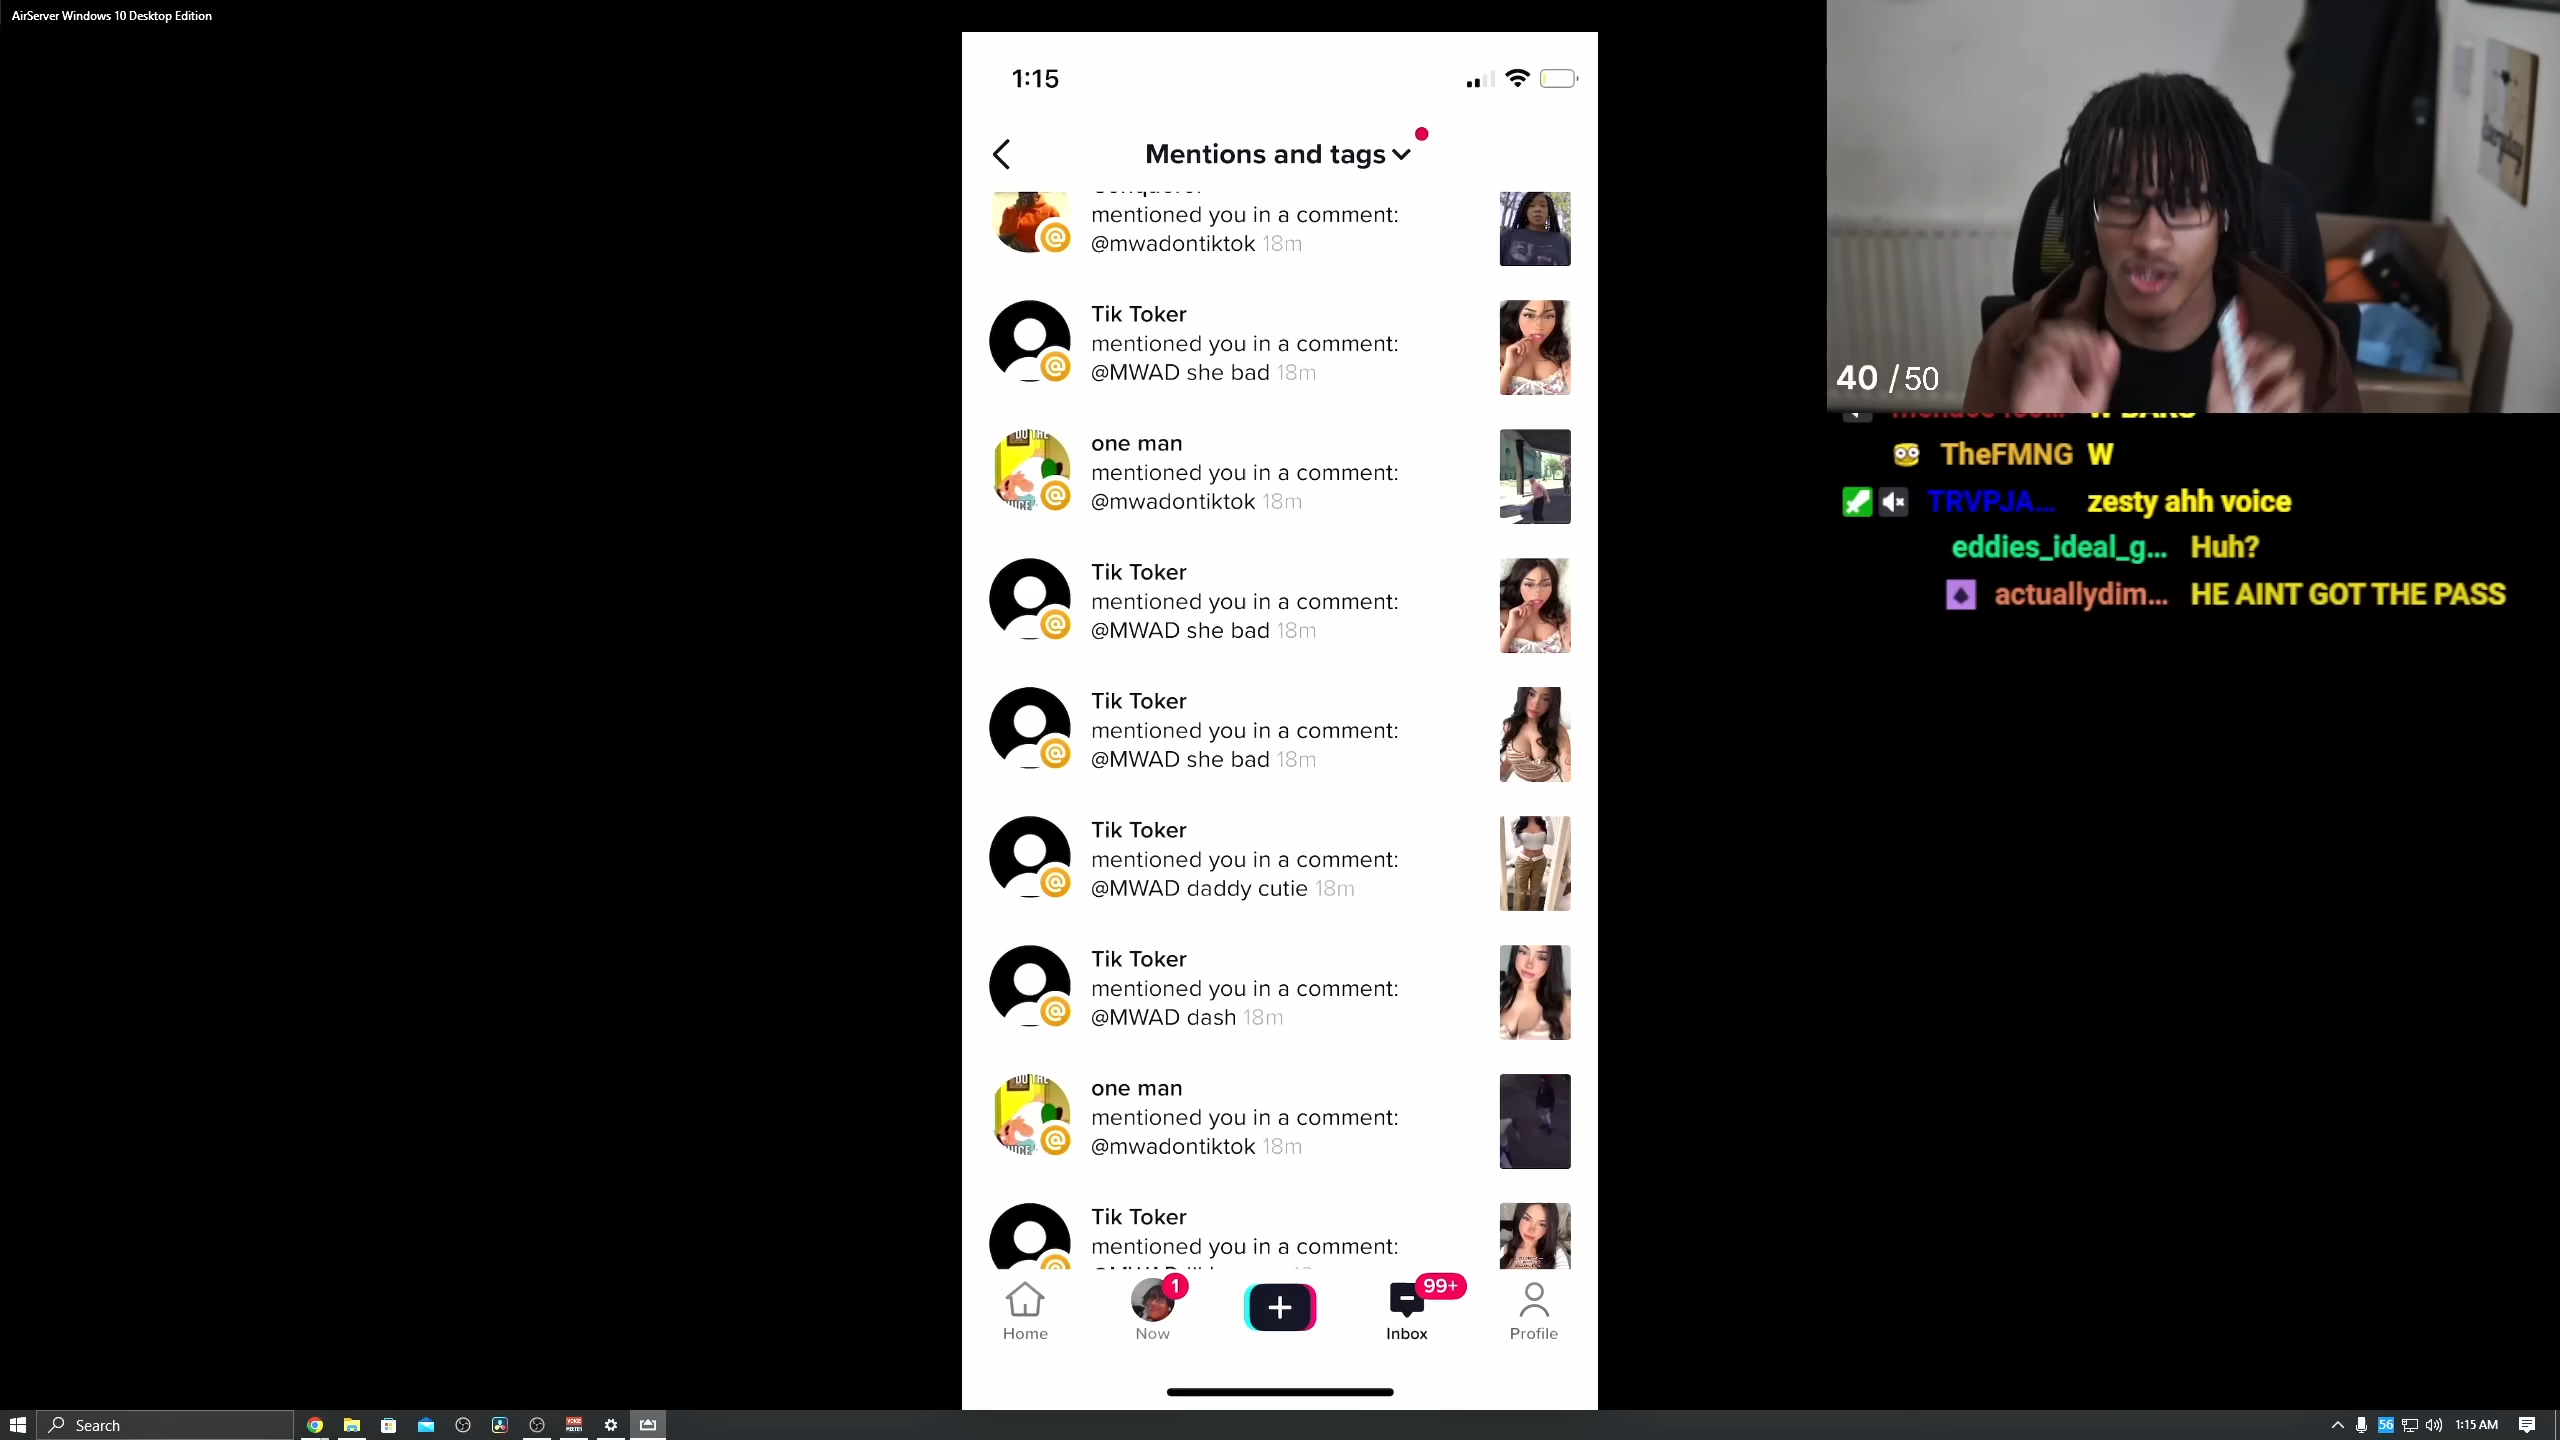 AirServer Windows 10 Desktop Edition
1:15
Mentions and tags
mentioned you in a comment:
@mwadontiktok 18m
Tik Toker
mentioned you in a comment:
@MWAD she bad 18m
one man
mentioned you in a comment:
@mwadontiktok 18m
Tik Toker
mentioned you in a comment:
@MWAD she bad 18m
Tik Toker
mentioned you in a comment:
@MWAD she bad 18m
Tik Toker
mentioned you in a comment:
@MWAD daddy cutie 18m
Tik Toker
mentioned you in a comment:
@MWAD dash 18m
one man
mentioned you in a comment:
@mwadontiktok 18m
Tik Toker
mentioned you in a comment:
Home
1
Now
99+
Inbox
Profile
40 / 50
W BARS
TheFMNG W
TRVPJA... zesty ahh voice
eddies_ideal_g... Huh?
actuallydim... HE AINT GOT THE PASS
Search
56
1:15 AM